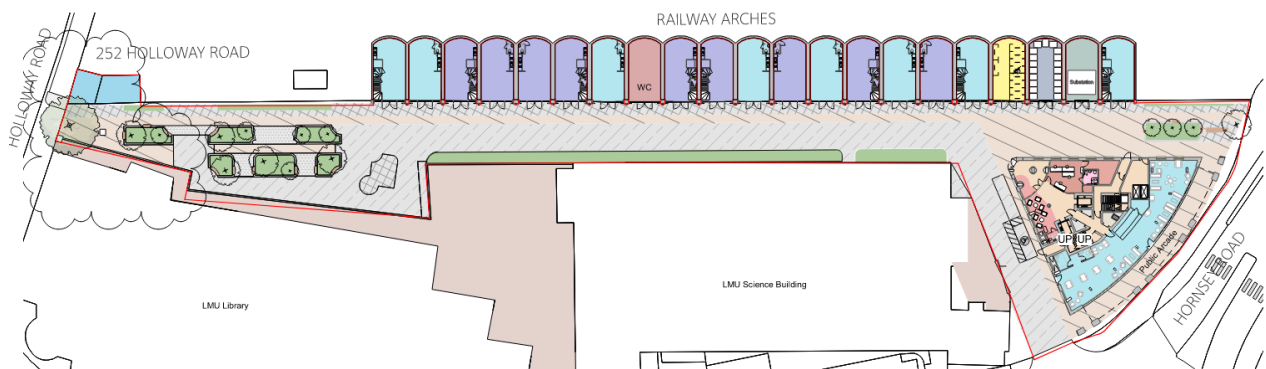 RAILWAY ARCHES
252 HOLLOWAY ROAD
HOLLOWAY ROAD
WC
Substation
UP UP
Public Arcade
HORNSEY ROAD
LMU Science Building
LMU Library